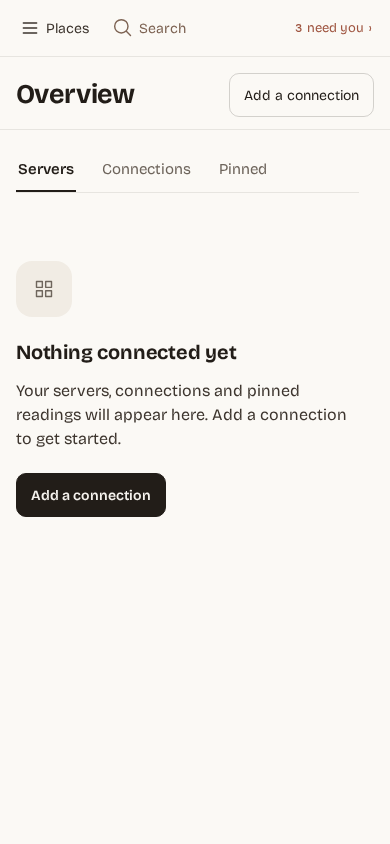 Places
Search
3 need you ›
Overview
Add a connection
Servers
Connections
Pinned
Nothing connected yet
Your servers, connections and pinned
readings will appear here. Add a connection
to get started.
Add a connection